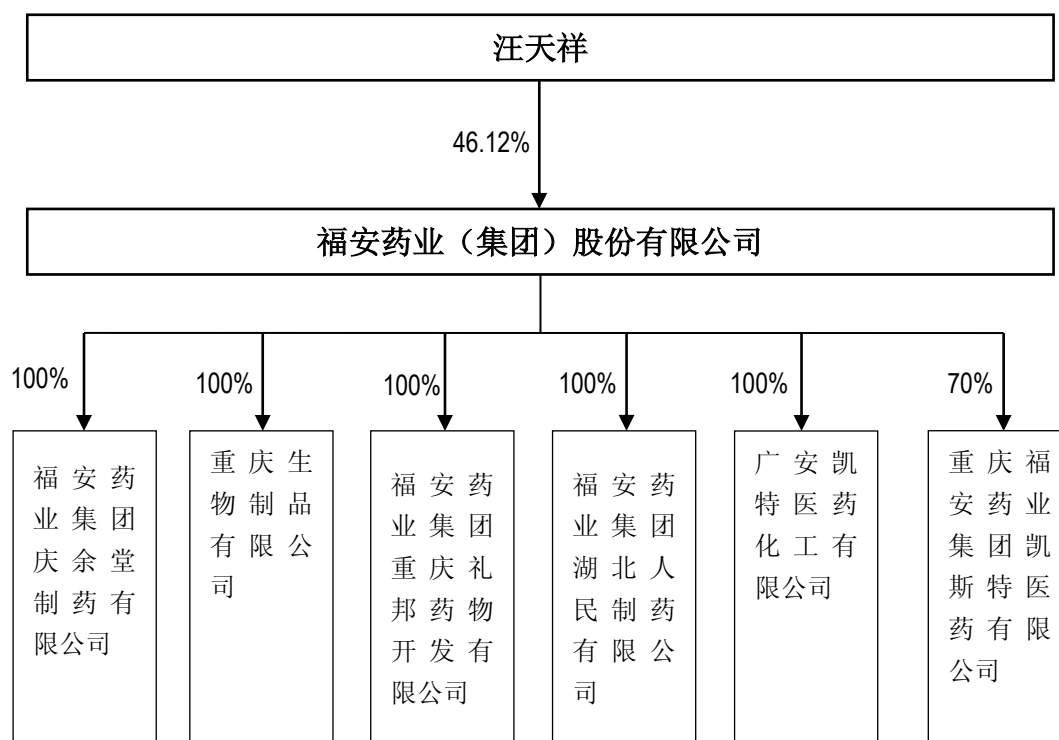 汪天祥
46.12%
福安药业（集团）股份有限公司
100%
100%
100%
100%
100%
70%
福安药
业集团
庆余堂
制药有
限公司
重庆生
物制品
有限公
司
福安药
业集团
重庆礼
邦药物
开发有
限公司
福安药
业集团
湖北人
民制药
有限公
司
广安凯
特医药
化工有
限公司
重庆福
安药业
集团凯
斯特医
药有限
公司